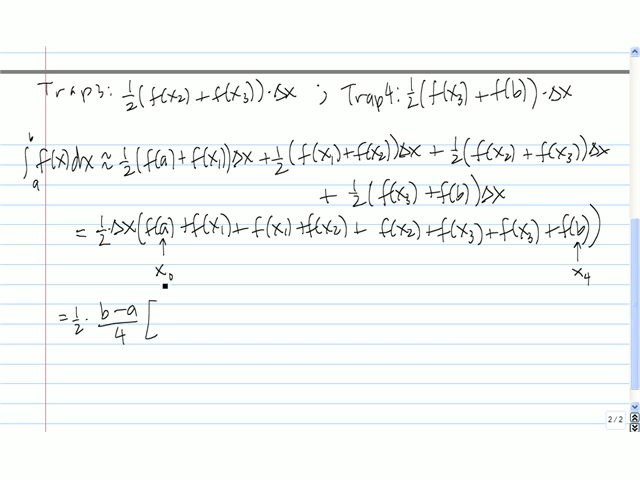 Trap3: ½(f(x₂) + f(x₃))·Δx ; Trap4: ½(f(x₃) + f(b))·Δx
∫ₐᵇ f(x)dx ≈ ½(f(a) + f(x₁))Δx + ½(f(x₁) + f(x₂))Δx + ½(f(x₂) + f(x₃))Δx
+ ½(f(x₃) + f(b))Δx
= ½·Δx(f(a) + f(x₁) + f(x₁) + f(x₂) + f(x₂) + f(x₃) + f(x₃) + f(b))
↑ ↑
x₀ x₄
= ½ · (b−a)/4 [
2/2